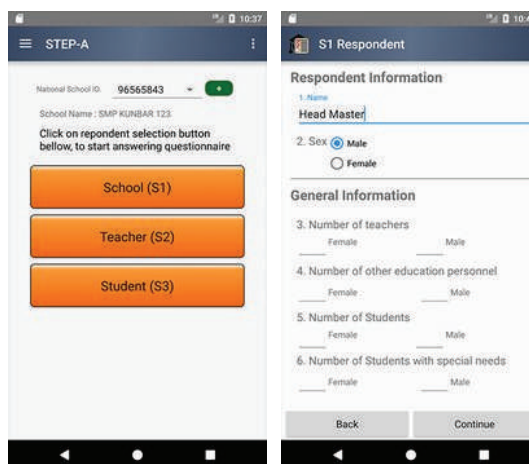 10:37
STEP-A
National School ID. 96565843
School Name : SMP KUNBAR 123
Click on repondent selection button
bellow, to start answering questionnaire
School (S1)
Teacher (S2)
Student (S3)
S1 Respondent
Respondent Information
1. Name
Head Master
2. Sex Male
Female
General Information
3. Number of teachers
Female Male
4. Number of other education personnel
Female Male
5. Number of Students
Female Male
6. Number of Students with special needs
Female Male
Back Continue